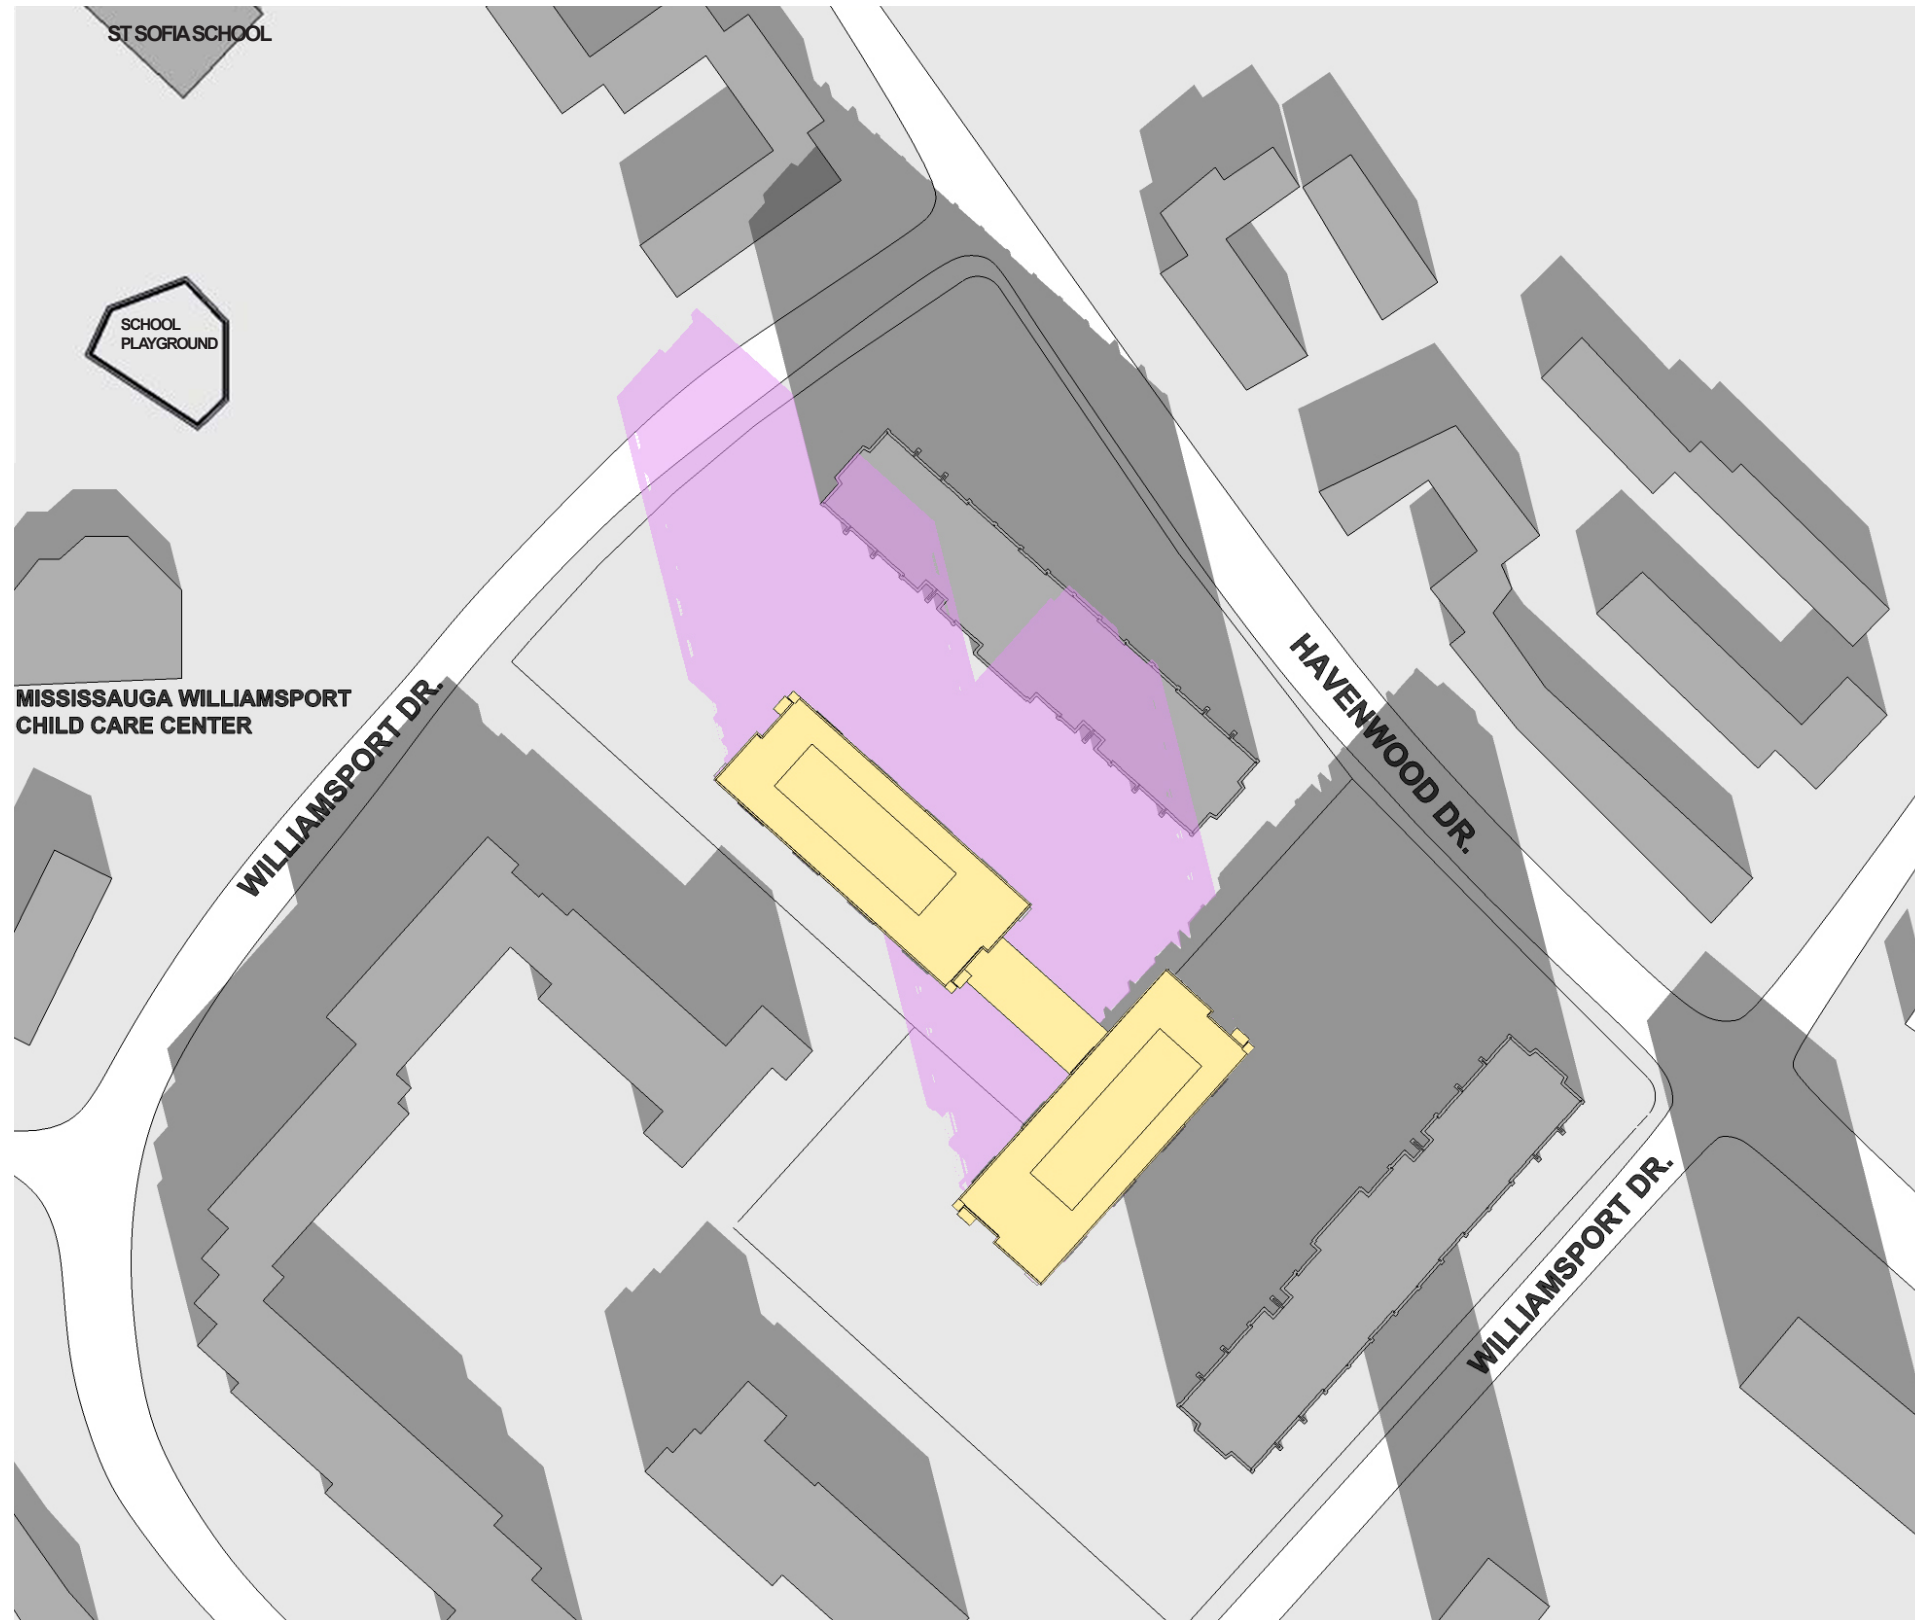 ST SOFIA SCHOOL
SCHOOL
PLAYGROUND
MISSISSAUGA WILLIAMSPORT
CHILD CARE CENTER
WILLIAMSPORT DR.
HAVENWOOD DR.
WILLIAMSPORT DR.